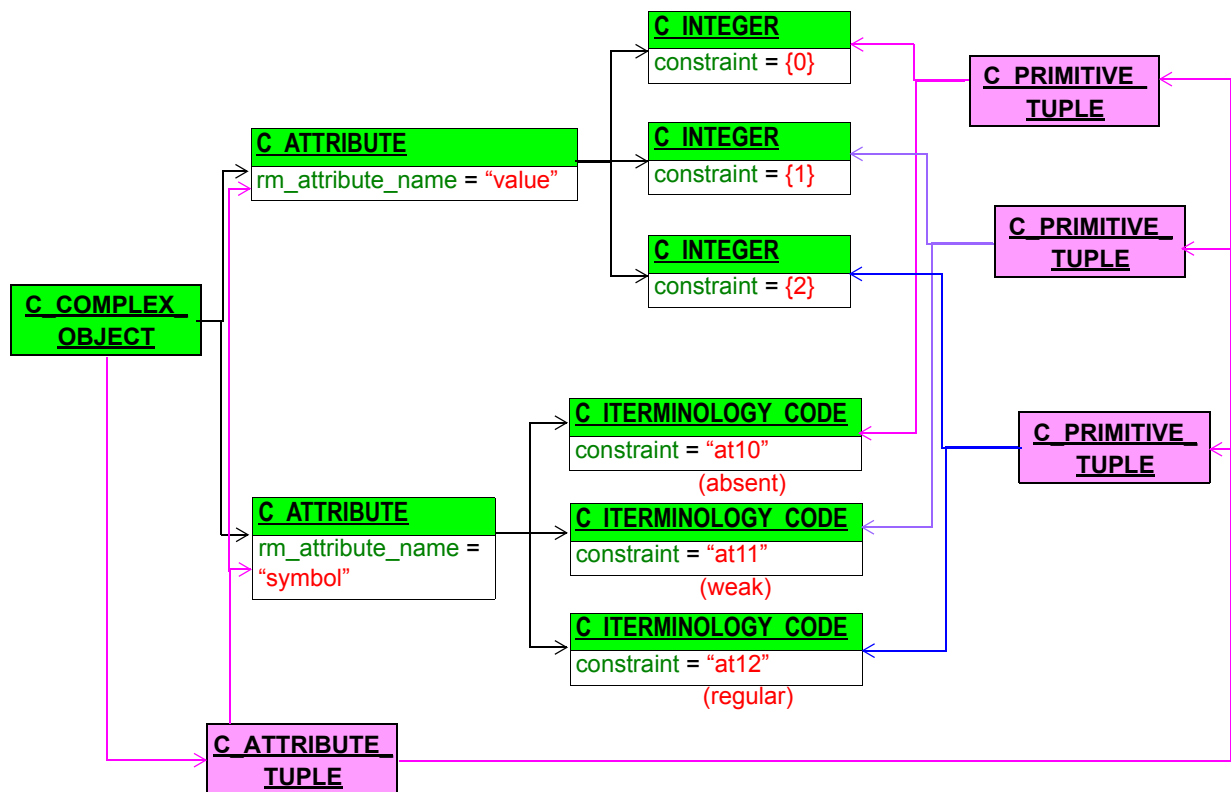 C_INTEGER
constraint = {0}
C_PRIMITIVE_
TUPLE
C_ATTRIBUTE
rm_attribute_name = “value”
C_INTEGER
constraint = {1}
C_PRIMITIVE_
TUPLE
C_INTEGER
constraint = {2}
C_COMPLEX_
OBJECT
C_ITERMINOLOGY_CODE
constraint = “at10”
(absent)
C_PRIMITIVE_
TUPLE
C_ATTRIBUTE
rm_attribute_name =
“symbol”
C_ITERMINOLOGY_CODE
constraint = “at11”
(weak)
C_ITERMINOLOGY_CODE
constraint = “at12”
(regular)
C_ATTRIBUTE_
TUPLE